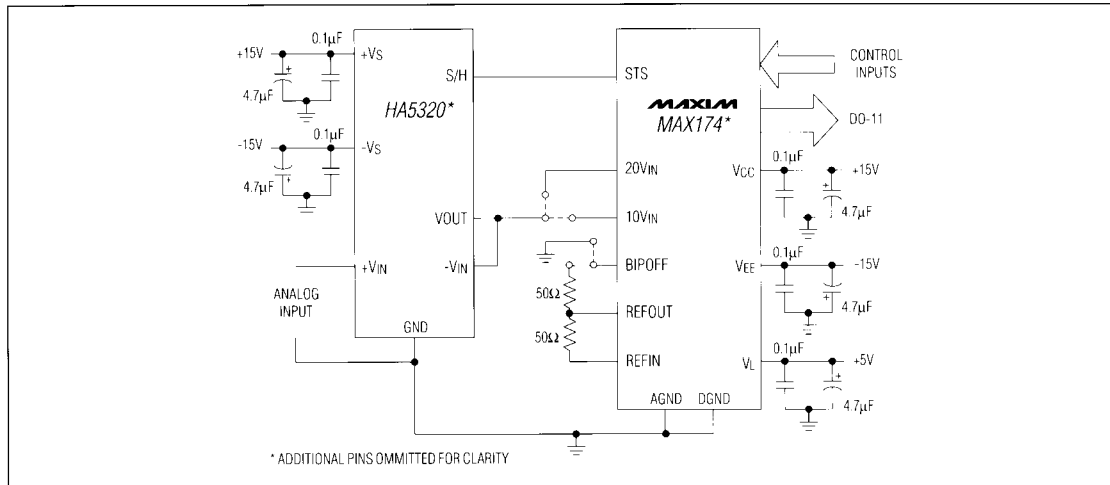 0.1µF
+15V
+VS
4.7µF
0.1µF
-15V
-VS
4.7µF
S/H
HA5320*
VOUT
+VIN
-VIN
GND
ANALOG
INPUT
STS
MAXIM
MAX174*
20VIN
10VIN
BIPOFF
50Ω
REFOUT
50Ω
REFIN
AGND
DGND
CONTROL
INPUTS
DO-11
0.1µF
VCC
+15V
4.7µF
0.1µF
VEE
-15V
4.7µF
0.1µF
VL
+5V
4.7µF
* ADDITIONAL PINS OMMITTED FOR CLARITY